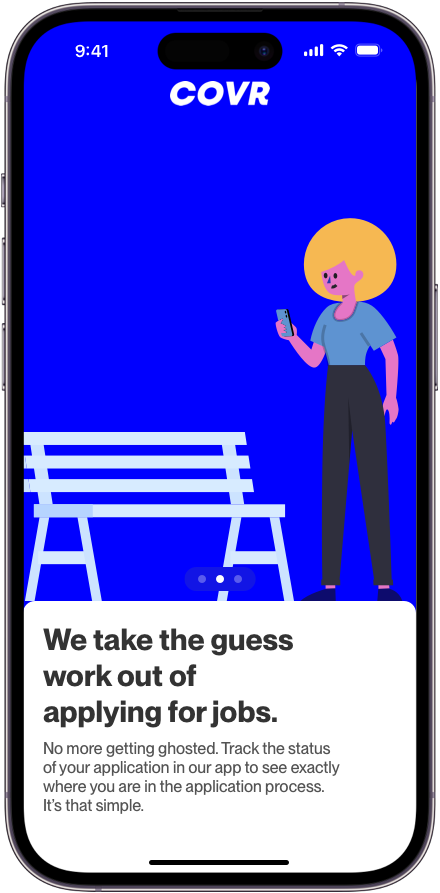 9:41
COVR
We take the guess
work out of
applying for jobs.
No more getting ghosted. Track the status
of your application in our app to see exactly
where you are in the application process.
It’s that simple.